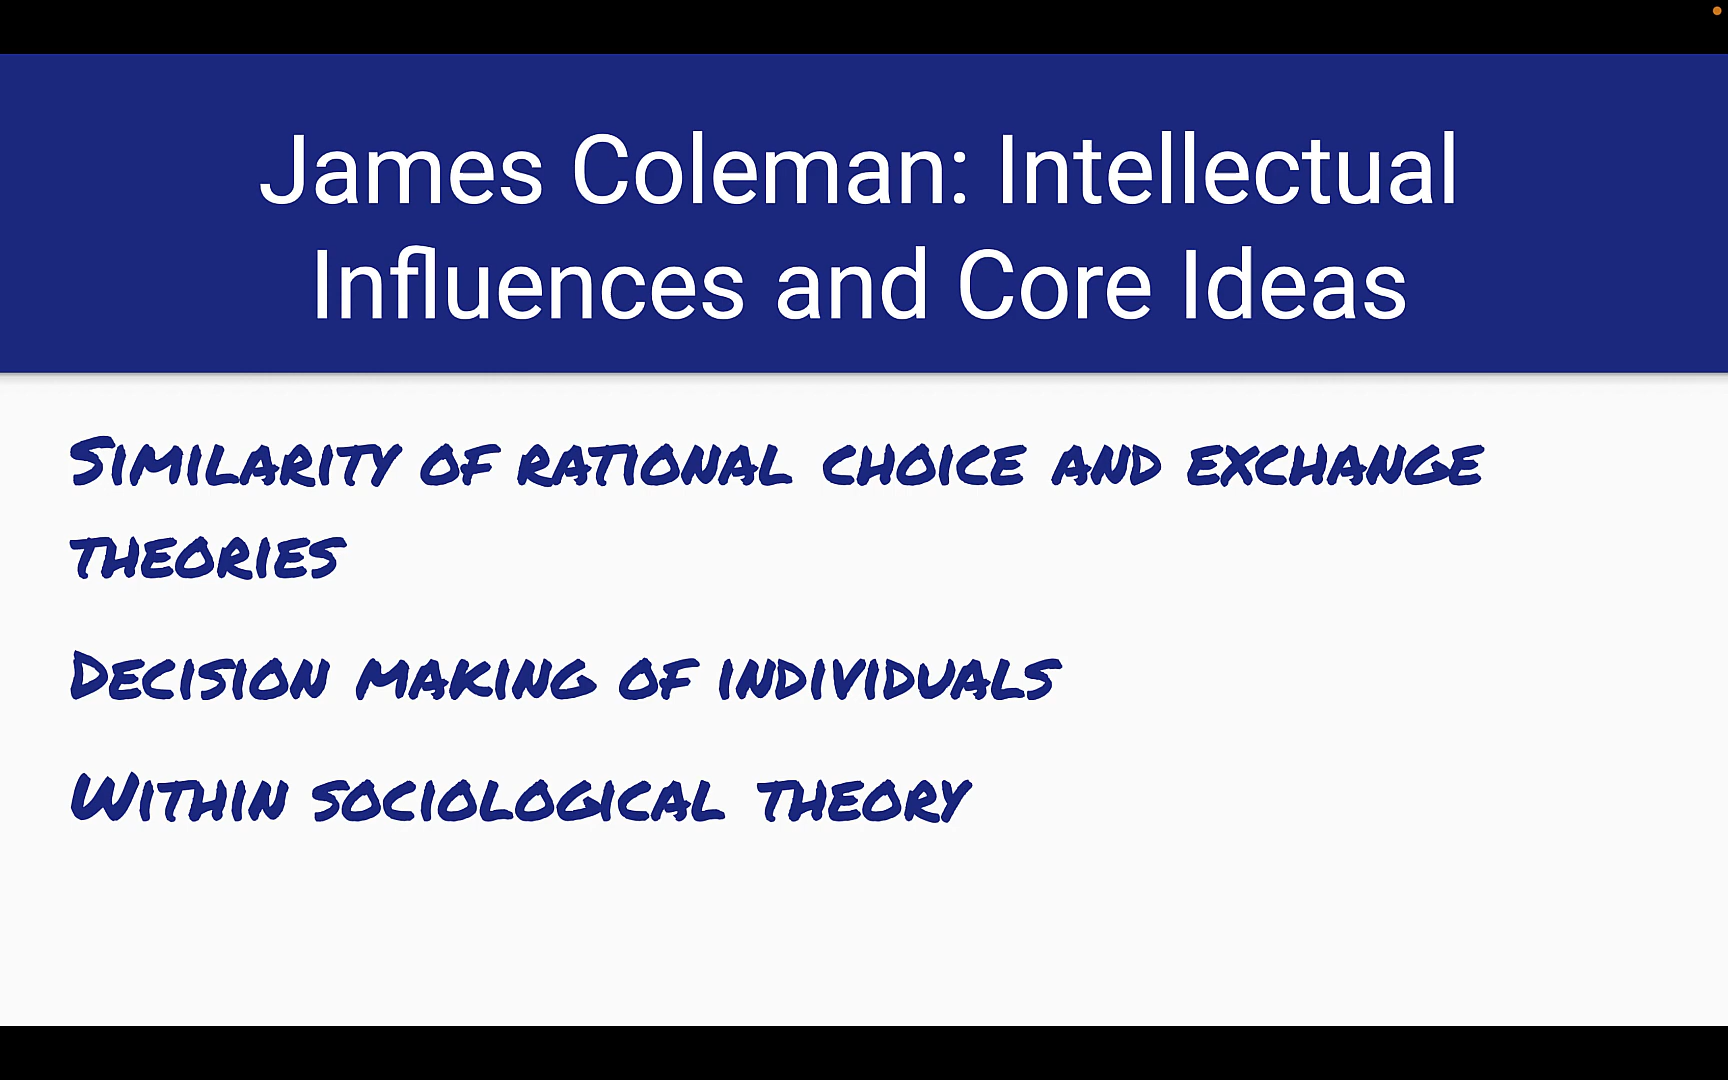 James Coleman: Intellectual
Influences and Core Ideas
Similarity of rational choice and exchange
theories
Decision making of individuals
Within sociological theory